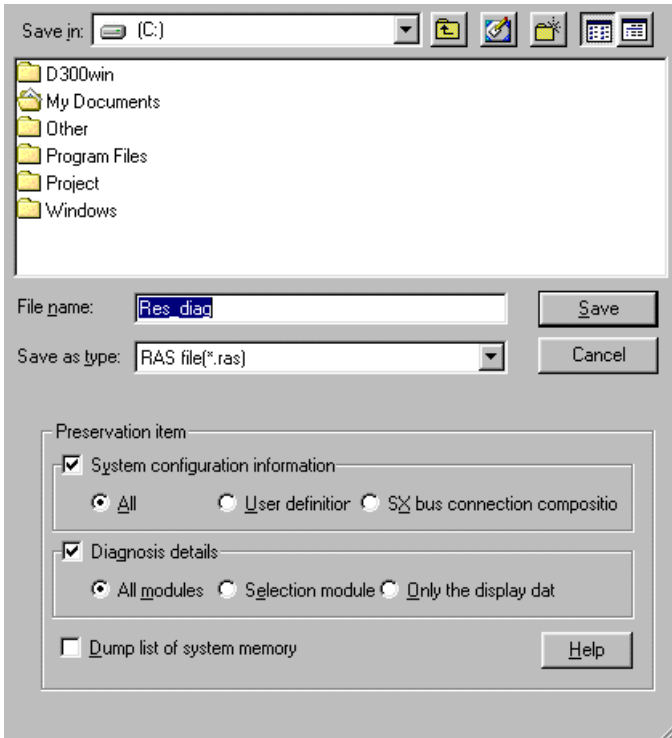 Save in: (C:)
D300win
My Documents
Other
Program Files
Project
Windows
File name: Res_diag Save
Save as type: RAS file(*.ras) Cancel
Preservation item
System configuration information
All User definitior SX bus connection compositio
Diagnosis details
All modules Selection module Only the display dat
Dump list of system memory Help